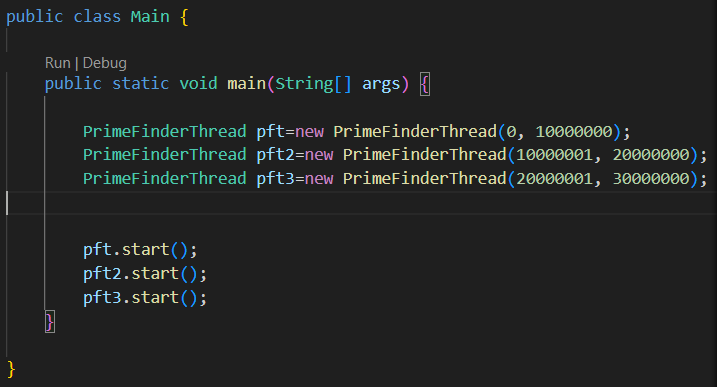 public class Main {
Run | Debug
public static void main(String[] args) {
PrimeFinderThread pft=new PrimeFinderThread(0, 10000000);
PrimeFinderThread pft2=new PrimeFinderThread(10000001, 20000000);
PrimeFinderThread pft3=new PrimeFinderThread(20000001, 30000000);
pft.start();
pft2.start();
pft3.start();
}
}